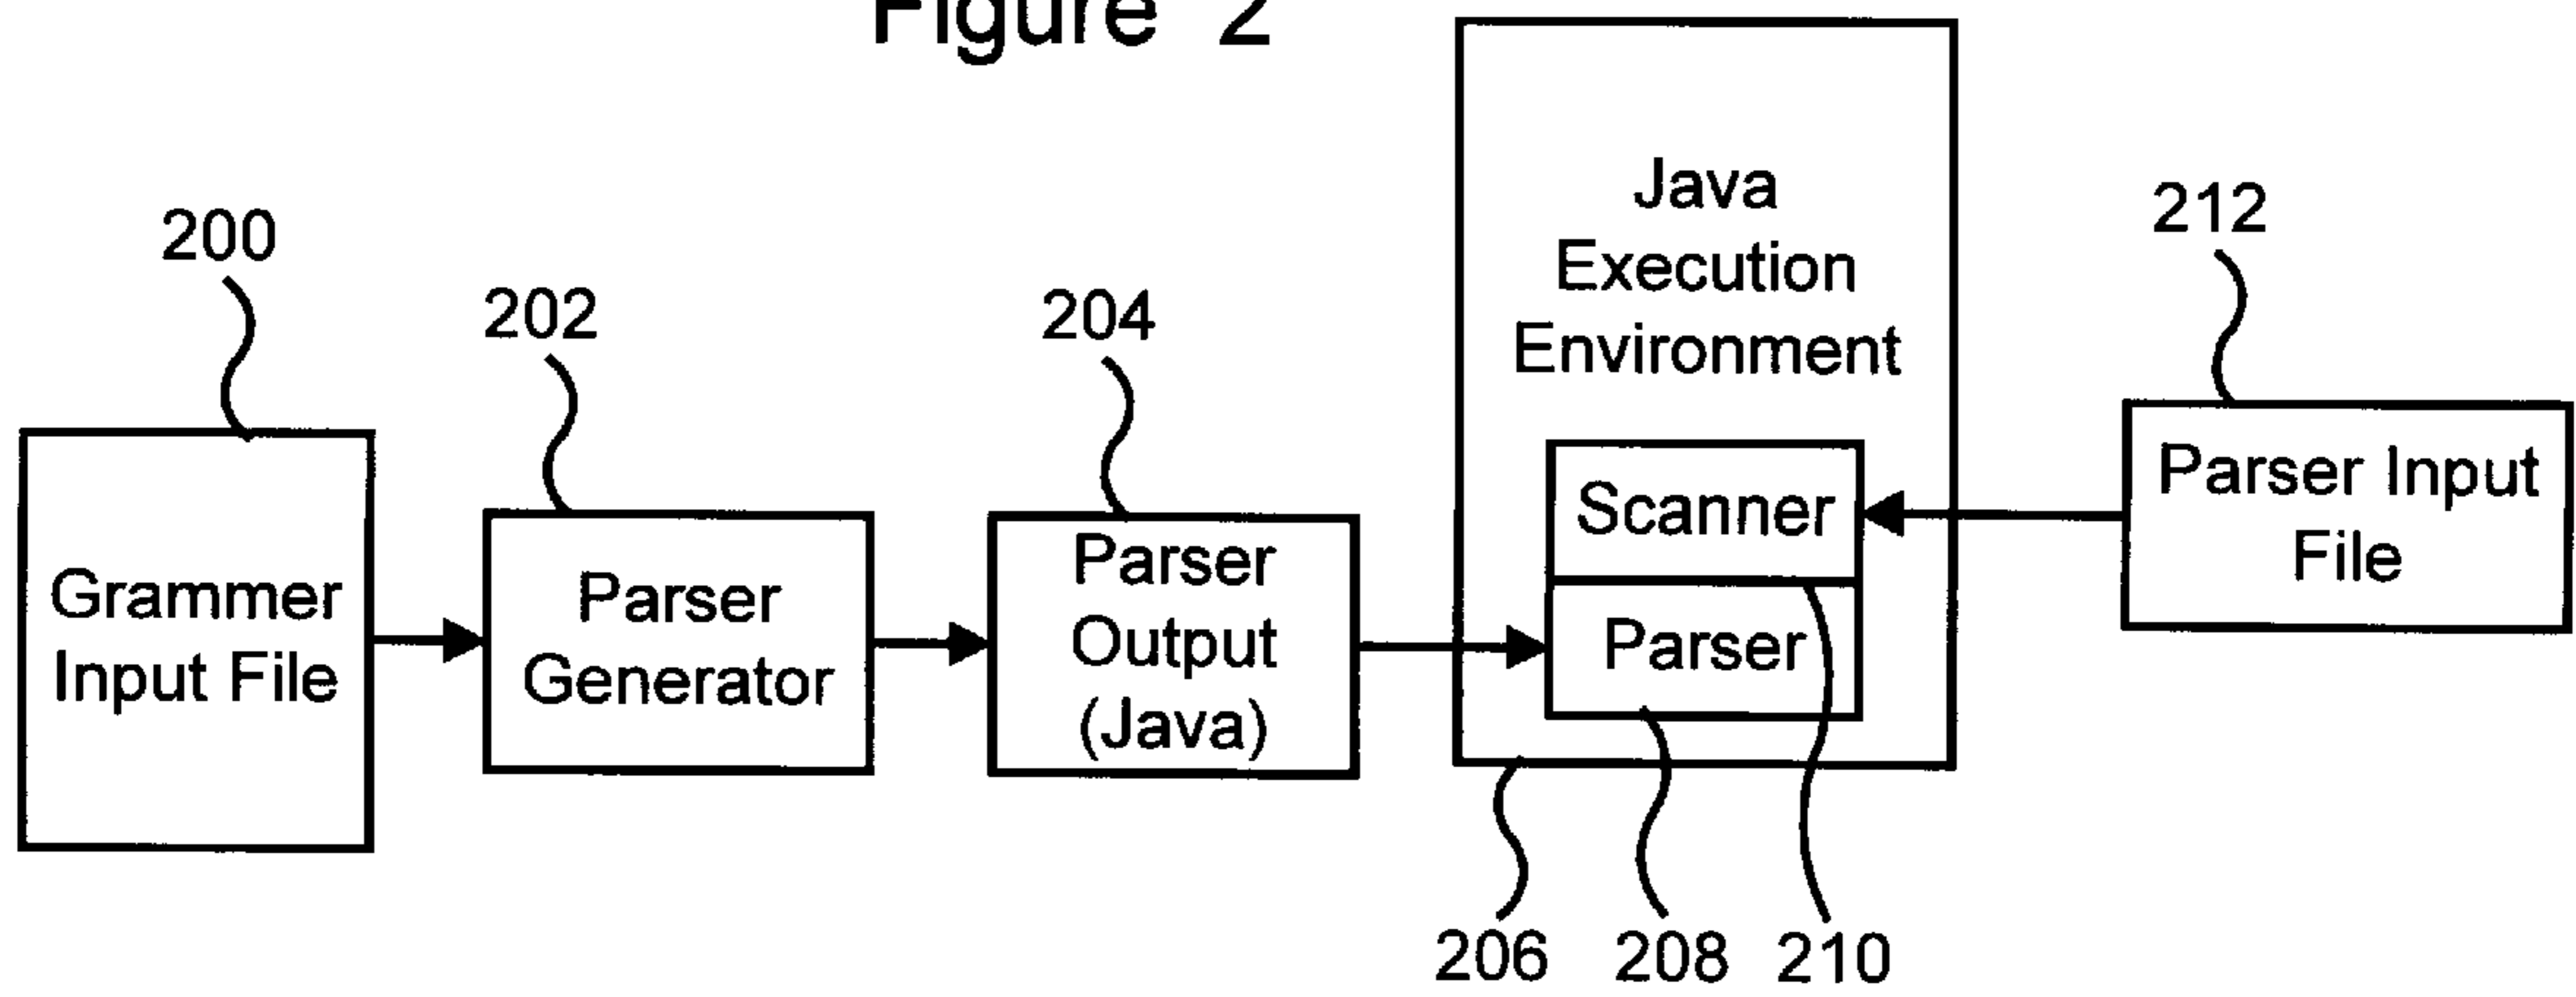 Figure 2
200
Grammer
Input File
202
Parser
Generator
204
Parser
Output
(Java)
Java
Execution
Environment
Scanner
Parser
206
208
210
212
Parser Input
File